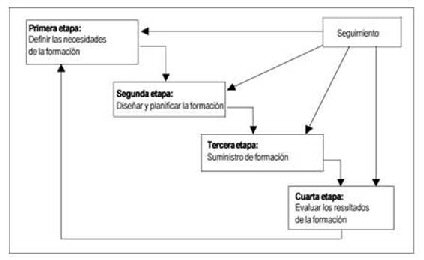 Primera etapa:
Definir las necesidades
de la formación
Seguimiento
Segunda etapa:
Diseñar y planificar la formación
Tercera etapa:
Suministro de formación
Cuarta etapa:
Evaluar los resultados
de la formación